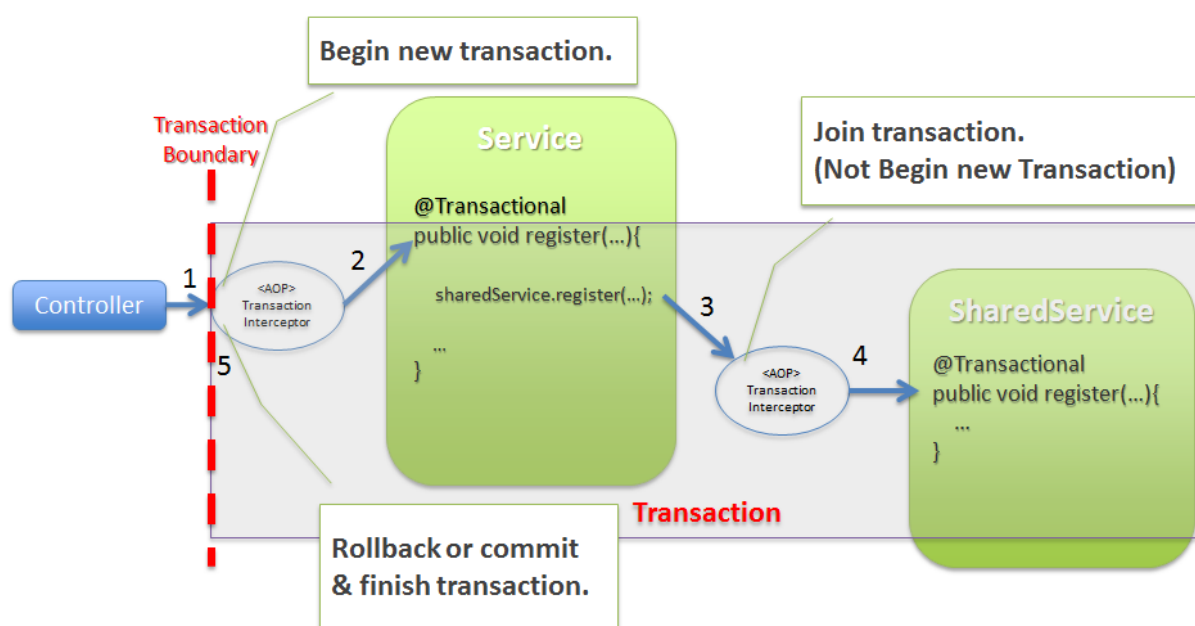 Begin new transaction.
Transaction
Boundary
Service
Join transaction.
(Not Begin new Transaction)
@Transactional
public void register(...){
2
1
<AOP>
Transaction
Interceptor
Controller
sharedService.register(...);
3
SharedService
5
...
}
<AOP>
Transaction
Interceptor
4
@Transactional
public void register(...){
...
}
Transaction
Rollback or commit
& finish transaction.